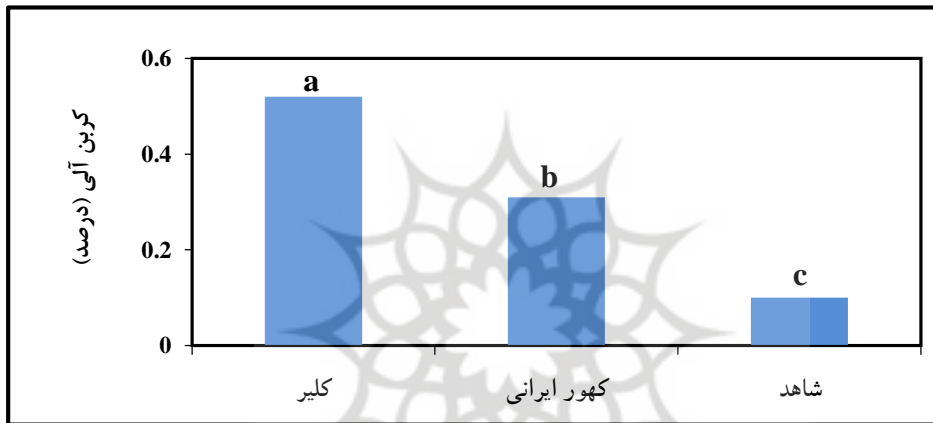 کربن آلی (درصد)
0.6
0.4
0.2
0
a
b
c
کلیر
کهور ایرانی
شاهد